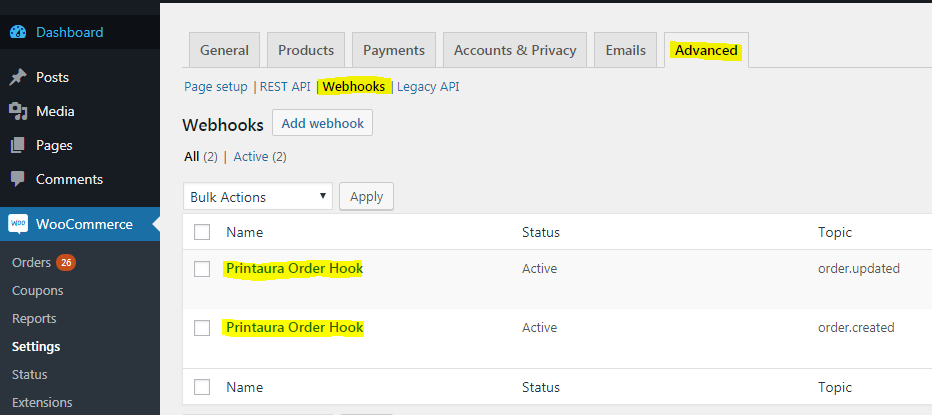 Dashboard
Posts
Media
Pages
Comments
WOO WooCommerce
Orders 26
Coupons
Reports
Settings
Status
Extensions
General Products Payments Accounts & Privacy Emails Advanced
Page setup | REST API | Webhooks | Legacy API
Webhooks Add webhook
All (2) | Active (2)
Bulk Actions Apply
Name Status Topic
Printaura Order Hook Active order.updated
Printaura Order Hook Active order.created
Name Status Topic